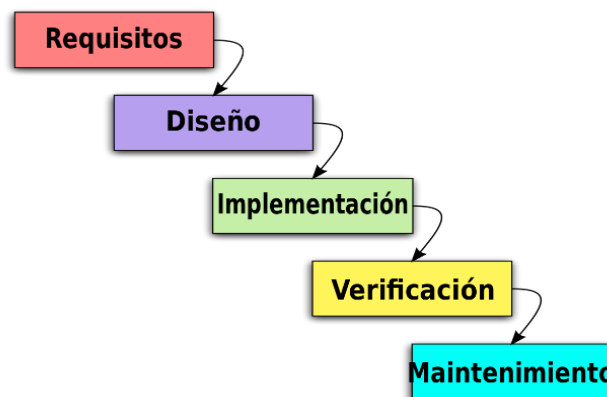 Requisitos
Diseño
Implementación
Verificación
Maintenimiento